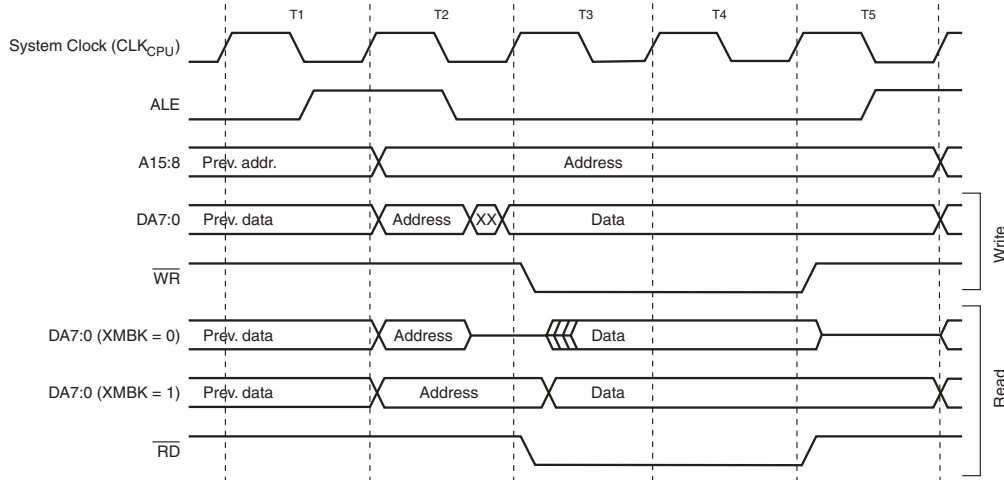 T1 T2 T3 T4 T5
System Clock (CLKCPU)
ALE
A15:8 Prev. addr. Address
DA7:0 Prev. data Address XX Data
WR
Write
DA7:0 (XMBK = 0) Prev. data Address Data
DA7:0 (XMBK = 1) Prev. data Address Data
RD
Read